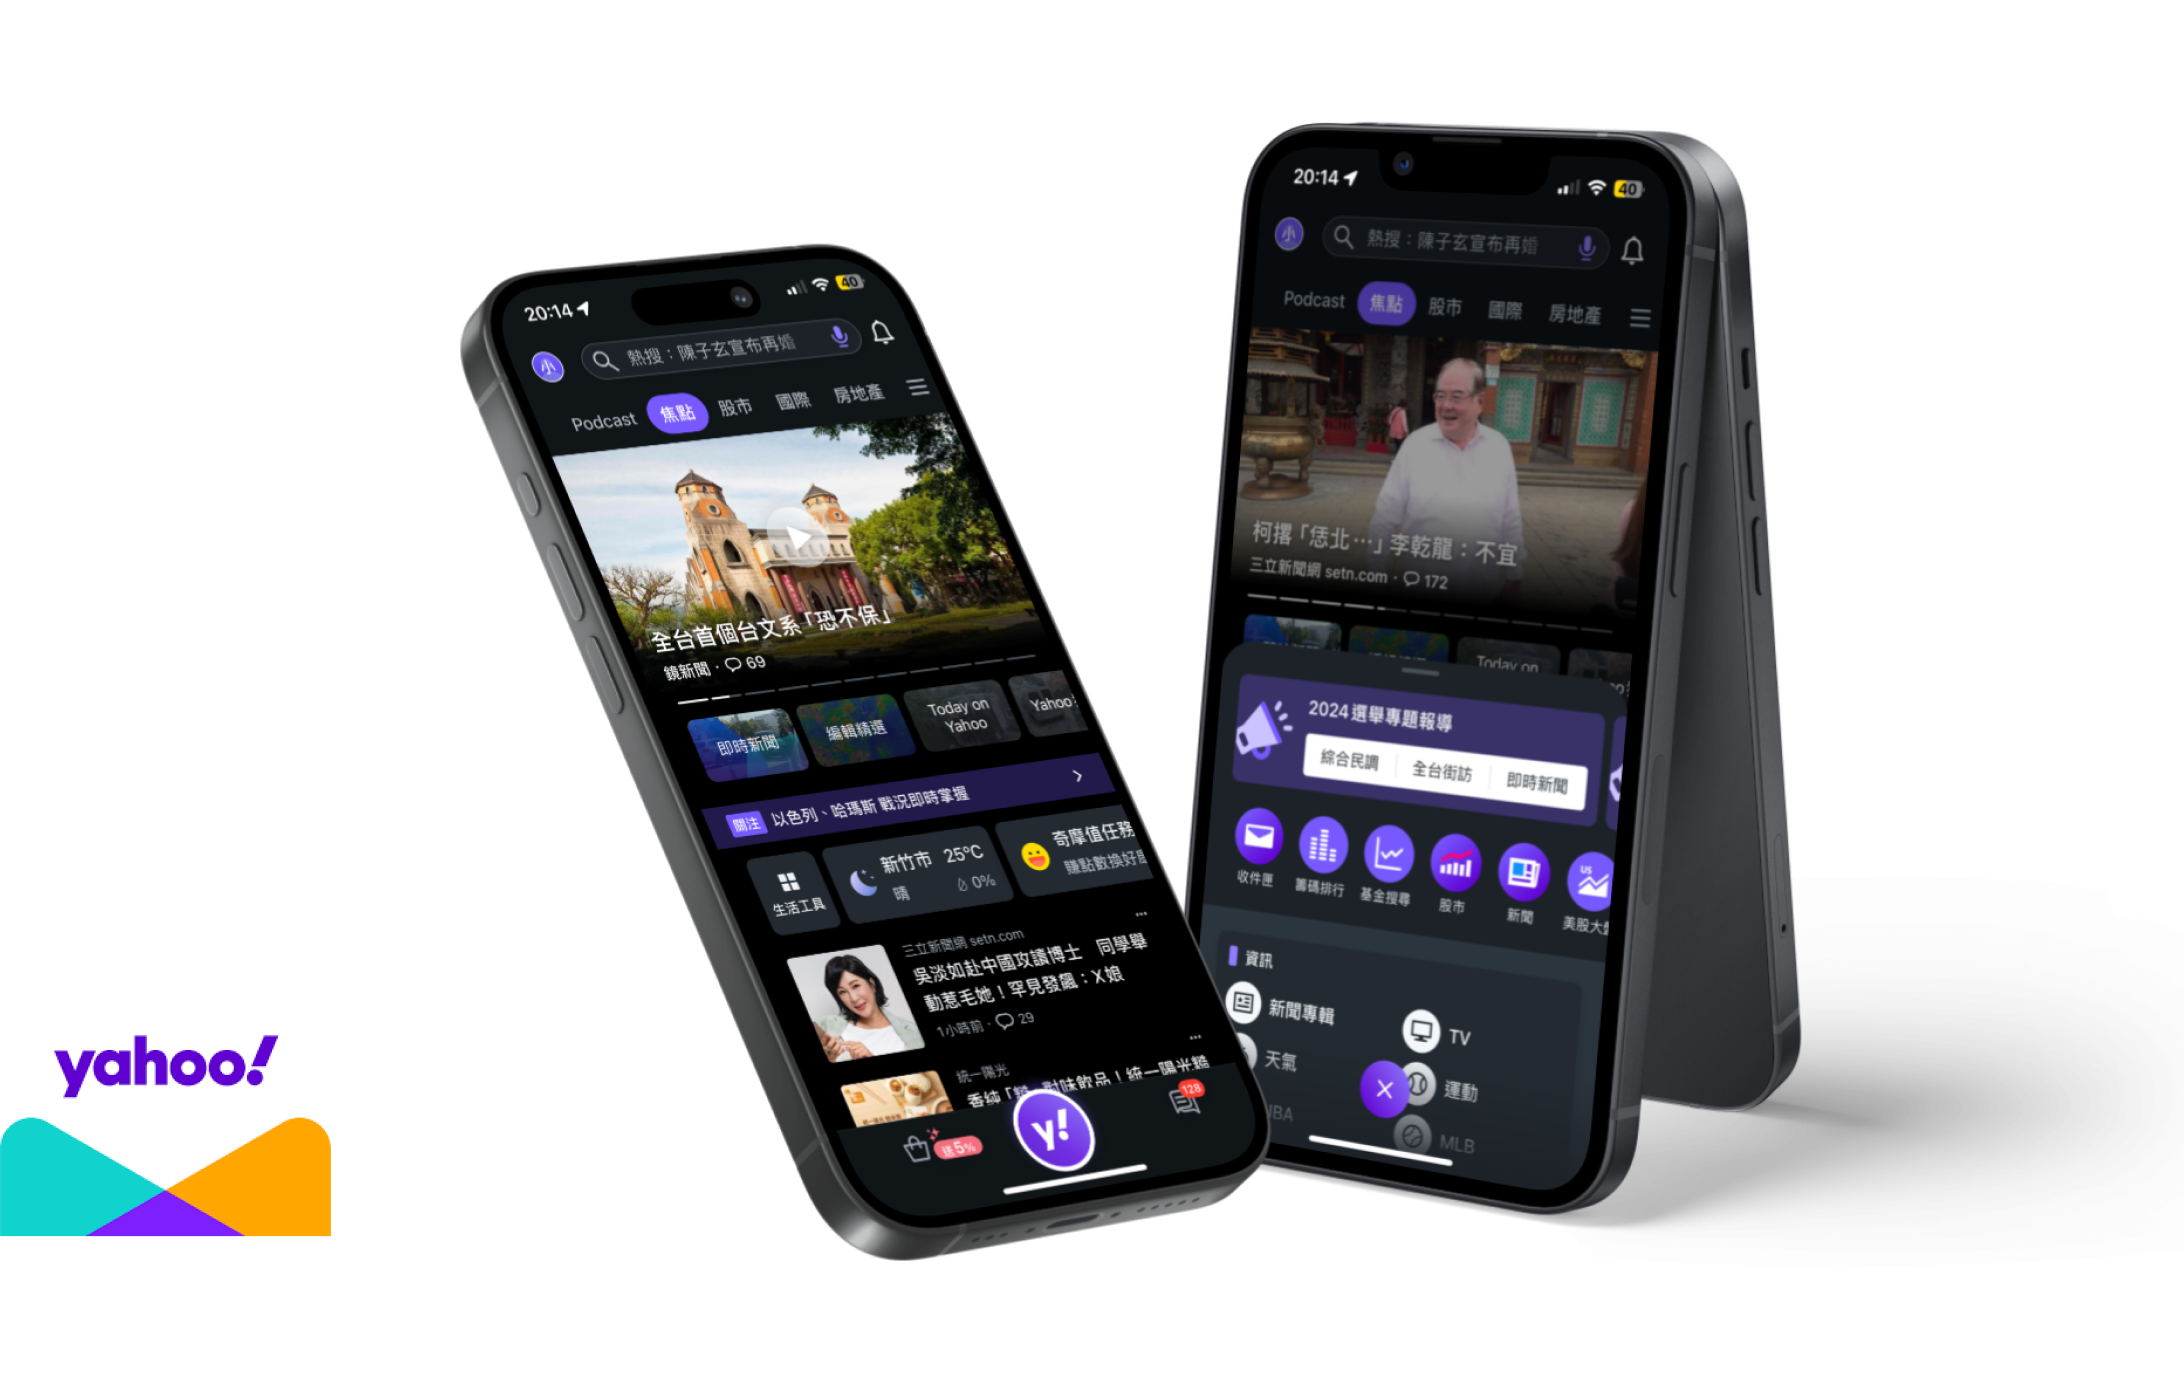 20:14
40
小
熱搜：陳子玄宣布再婚
Podcast 焦點 股市 國際 房地產
全台首個台文系「恐不保」
鏡新聞 · 69
即時新聞
編輯精選
Today on
Yahoo
Yahoo
關注 以色列、哈瑪斯 戰況即時掌握
生活工具
新竹市 25°C
晴 0%
奇摩值任務
賺點數換好
三立新聞網 setn.com
吳淡如赴中國攻讀博士 同學舉
動惹毛她！罕見發飆：X娘
1小時前 · 29
統一陽光
香純「 對味飲品！統一陽光糙
送5%
y!
128
20:14
40
小
熱搜：陳子玄宣布再婚
Podcast 焦點 股市 國際 房地產
柯撂「恁北⋯」李乾龍：不宜
三立新聞網 setn.com · 172
Today on
2024選舉專題報導
綜合民調 全台街訪 即時新聞
收件匣
籌碼排行
基金搜尋
股市
新聞
US
美股大盤
資訊
新聞專輯
TV
天氣
運動
NBA
MLB
yahoo!